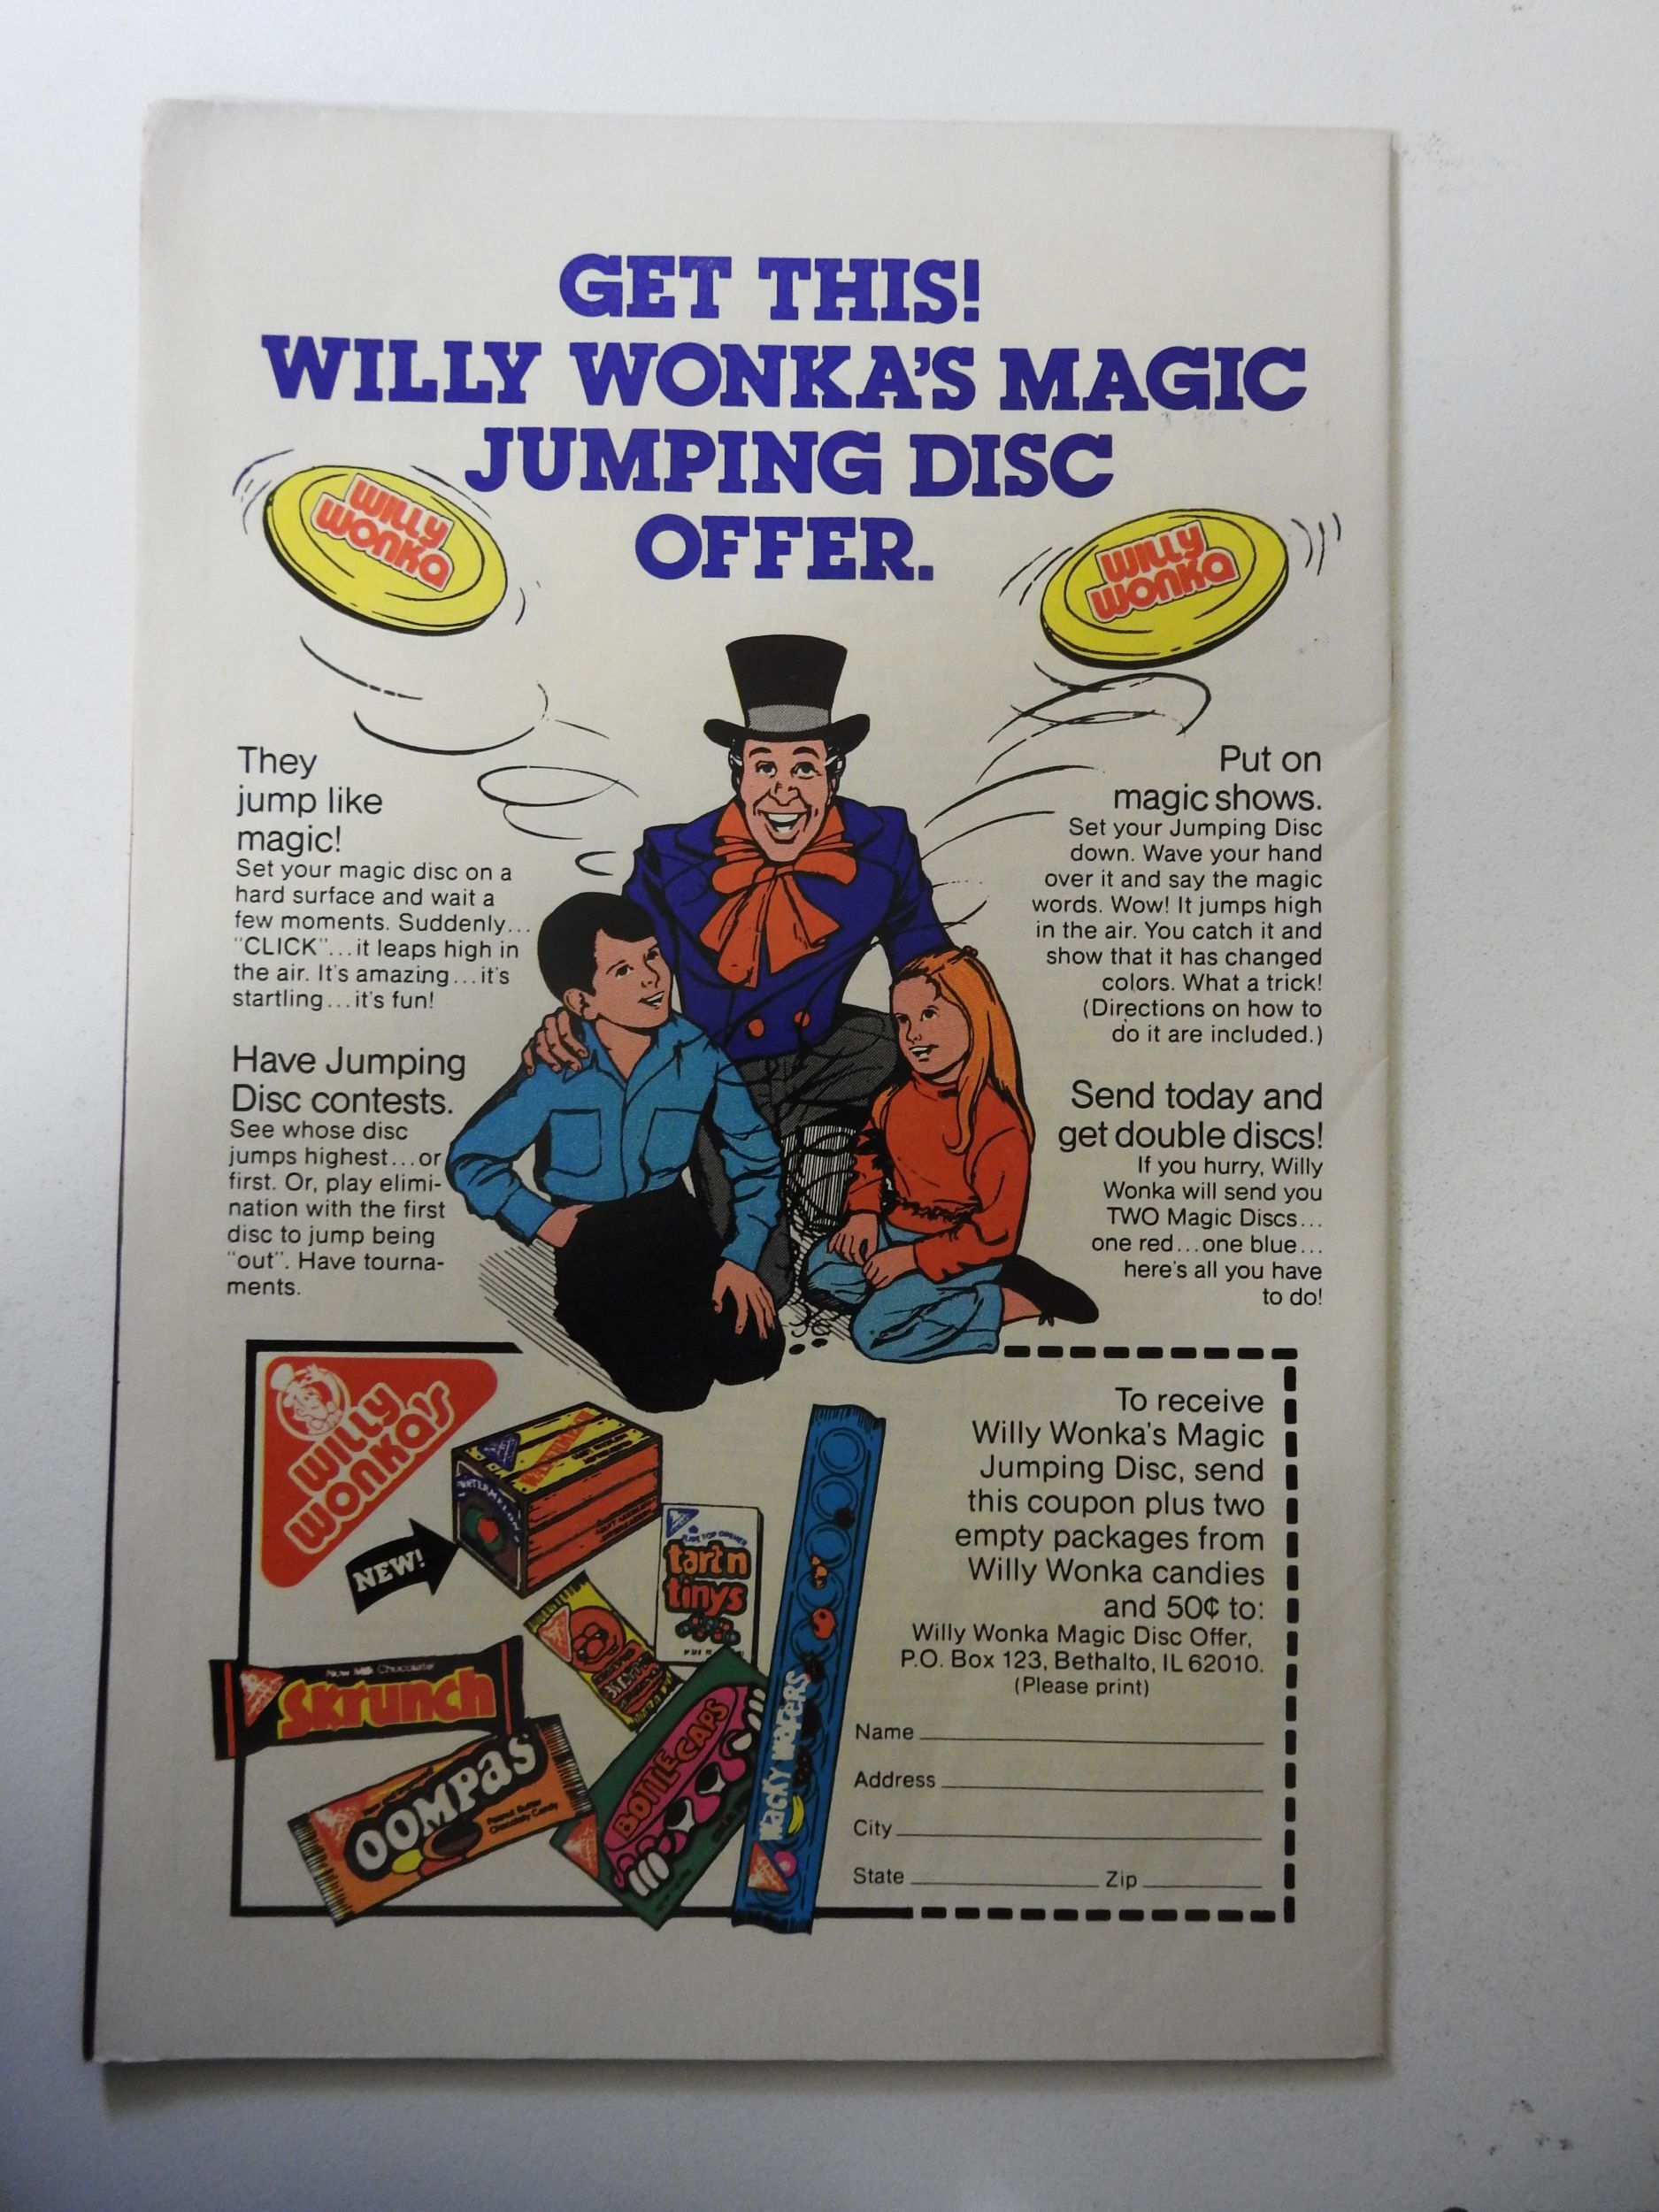 GET THIS!
WILLY WONKA'S MAGIC
JUMPING DISC
OFFER.
WILLY
WONKA
WILLY
WONKA
They
jump like
magic!
Set your magic disc on a
hard surface and wait a
few moments. Suddenly...
"CLICK"...it leaps high in
the air. It's amazing...it's
startling...it's fun!
Have Jumping
Disc contests.
See whose disc
jumps highest...or
first. Or, play elimi-
nation with the first
disc to jump being
"out". Have tourna-
ments.
Put on
magic shows.
Set your Jumping Disc
down. Wave your hand
over it and say the magic
words. Wow! It jumps high
in the air. You catch it and
show that it has changed
colors. What a trick!
(Directions on how to
do it are included.)
Send today and
get double discs!
If you hurry, Willy
Wonka will send you
TWO Magic Discs...
one red...one blue...
here's all you have
to do!
WILLY
WONKA'S
NEW!
tart n
tinys
New Milk Chocolate
Skrunch
OOMPAS
Peanut Butter
Chocolaty Candy
BOTTLE CAPS
WACKY WAFERS
To receive
Willy Wonka's Magic
Jumping Disc, send
this coupon plus two
empty packages from
Willy Wonka candies
and 50¢ to:
Willy Wonka Magic Disc Offer,
P.O. Box 123, Bethalto, IL 62010.
(Please print)
Name
Address
City
State Zip